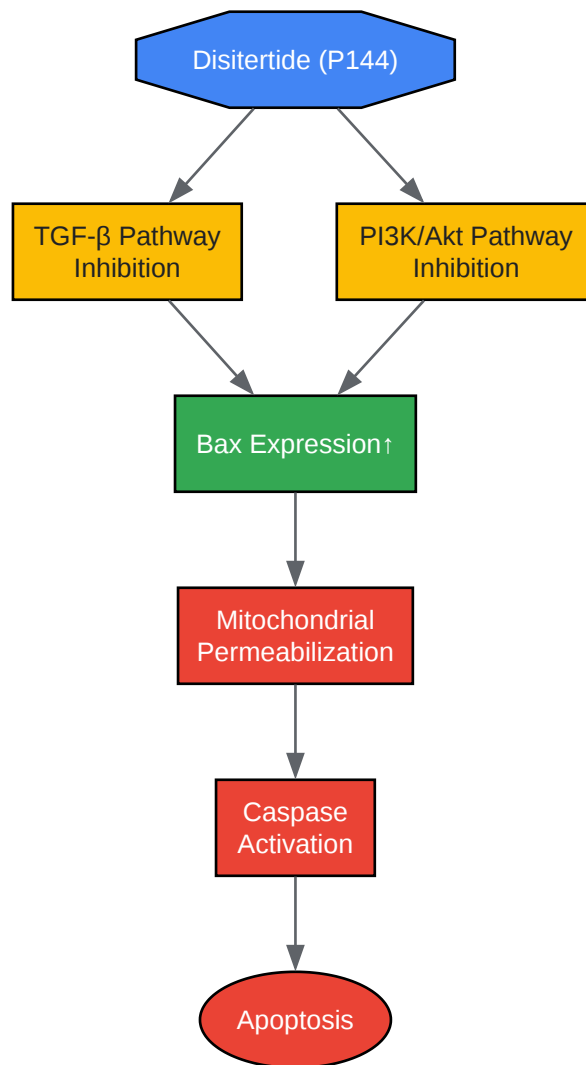 Disitertide (P144)
TGF-β Pathway
Inhibition
PI3K/Akt Pathway
Inhibition
Bax Expression↑
Mitochondrial
Permeabilization
Caspase
Activation
Apoptosis